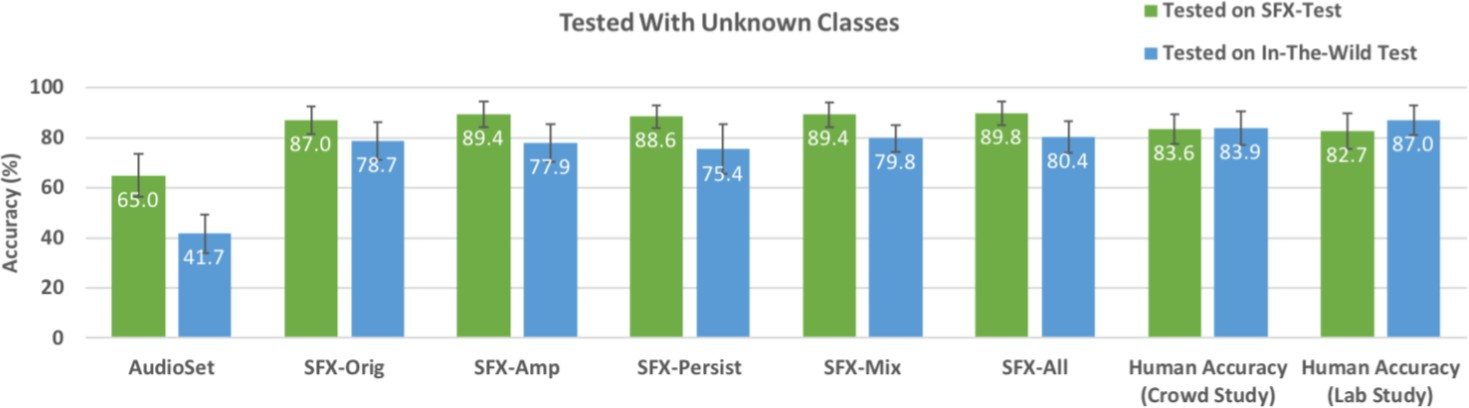 Tested With Unknown Classes
Tested on SFX-Test
Tested on In-The-Wild Test
Accuracy (%)
100
80
60
40
20
0
65.0
41.7
87.0
78.7
89.4
77.9
88.6
75.4
89.4
79.8
89.8
80.4
83.6
83.9
82.7
87.0
AudioSet
SFX-Orig
SFX-Amp
SFX-Persist
SFX-Mix
SFX-All
Human Accuracy
(Crowd Study)
Human Accuracy
(Lab Study)